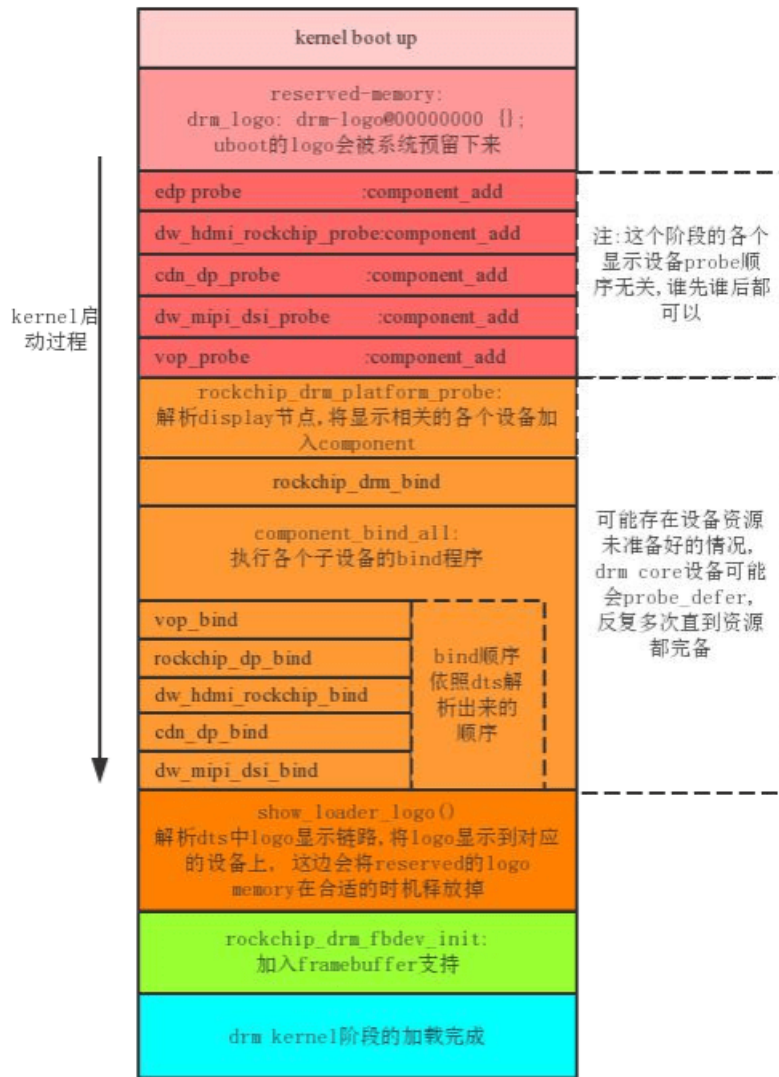 kernel boot up
reserved-memory:
drm_logo: drm-logo@00000000 {};
uboot的logo会被系统预留下来
edp probe :component_add
dw_hdmi_rockchip_probe:component_add
cdn_dp_probe :component_add
dw_mipi_dsi_probe :component_add
vop_probe :component_add
注:这个阶段的各个
显示设备probe顺
序无关,谁先谁后都
可以
kernel启
动过程
rockchip_drm_platform_probe:
解析display节点,将显示相关的各个设备加
入component
rockchip_drm_bind
component_bind_all:
执行各个子设备的bind程序
vop_bind
rockchip_dp_bind
dw_hdmi_rockchip_bind
cdn_dp_bind
dw_mipi_dsi_bind
bind顺序
依照dts解
析出来的
顺序
可能存在设备资源
未准备好的情况,
drm core设备可能
会probe_defer,
反复多次直到资源
都完备
show_loader_logo()
解析dts中logo显示链路,将logo显示到对应
的设备上, 这边会将reserved的logo
memory在合适的时机释放掉
rockchip_drm_fbdev_init:
加入framebuffer支持
drm kernel阶段的加载完成